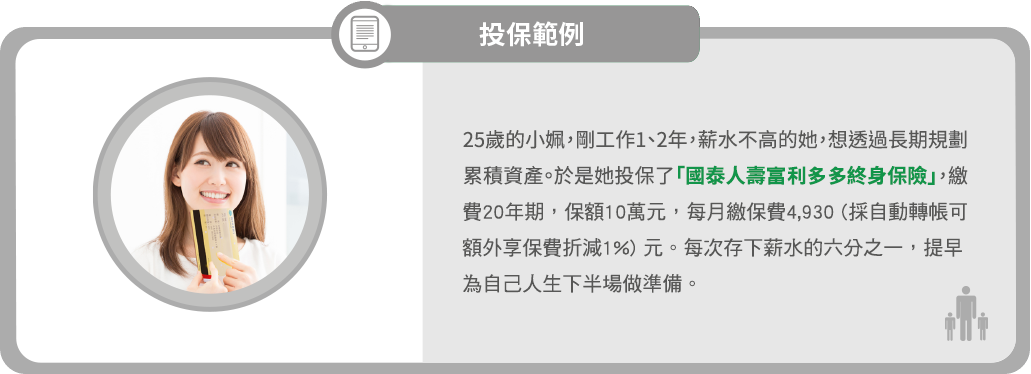 投保範例
25歲的小姵,剛工作1、2年,薪水不高的她,想透過長期規劃
累積資產。於是她投保了「國泰人壽富利多多終身保險」,繳
費20年期,保額10萬元,每月繳保費4,930（採自動轉帳可
額外享保費折減1%）元。每次存下薪水的六分之一,提早
為自己人生下半場做準備。